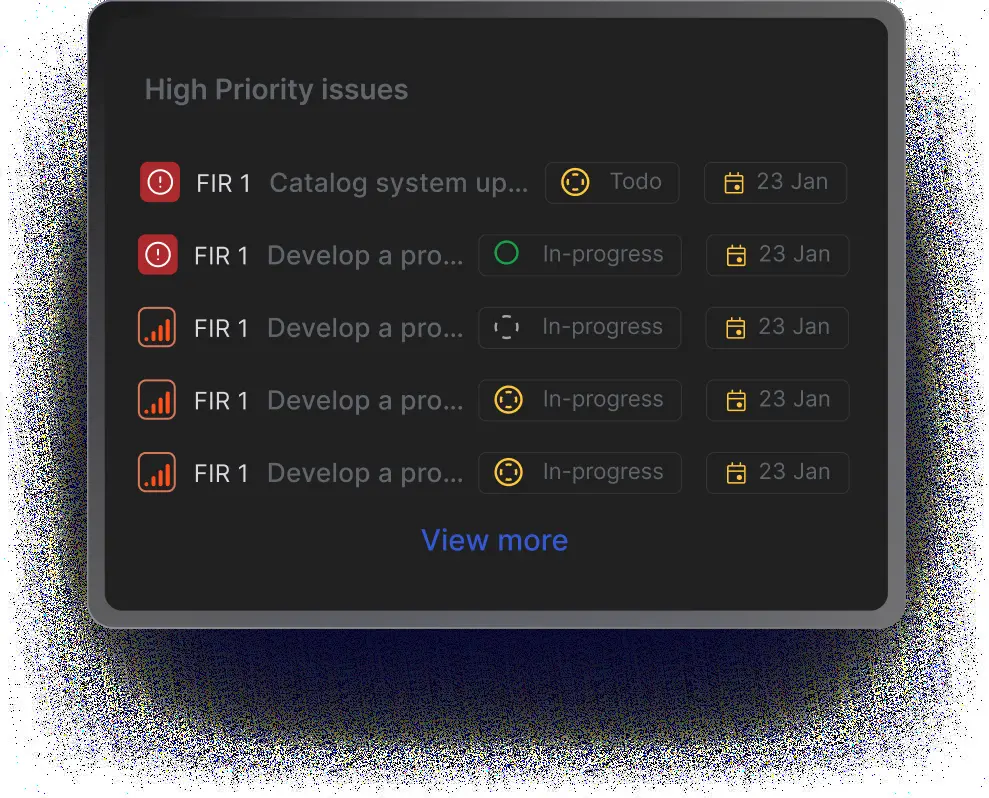 High Priority issues
FIR 1 Catalog system up... Todo 23 Jan
FIR 1 Develop a pro... In-progress 23 Jan
FIR 1 Develop a pro... In-progress 23 Jan
FIR 1 Develop a pro... In-progress 23 Jan
FIR 1 Develop a pro... In-progress 23 Jan
View more